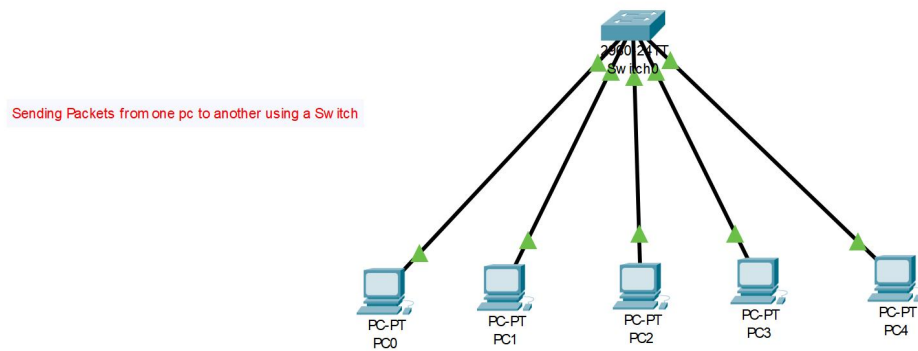 2960-24TT
Switch0
Sending Packets from one pc to another using a Switch
PC-PT
PC0
PC-PT
PC1
PC-PT
PC2
PC-PT
PC3
PC-PT
PC4